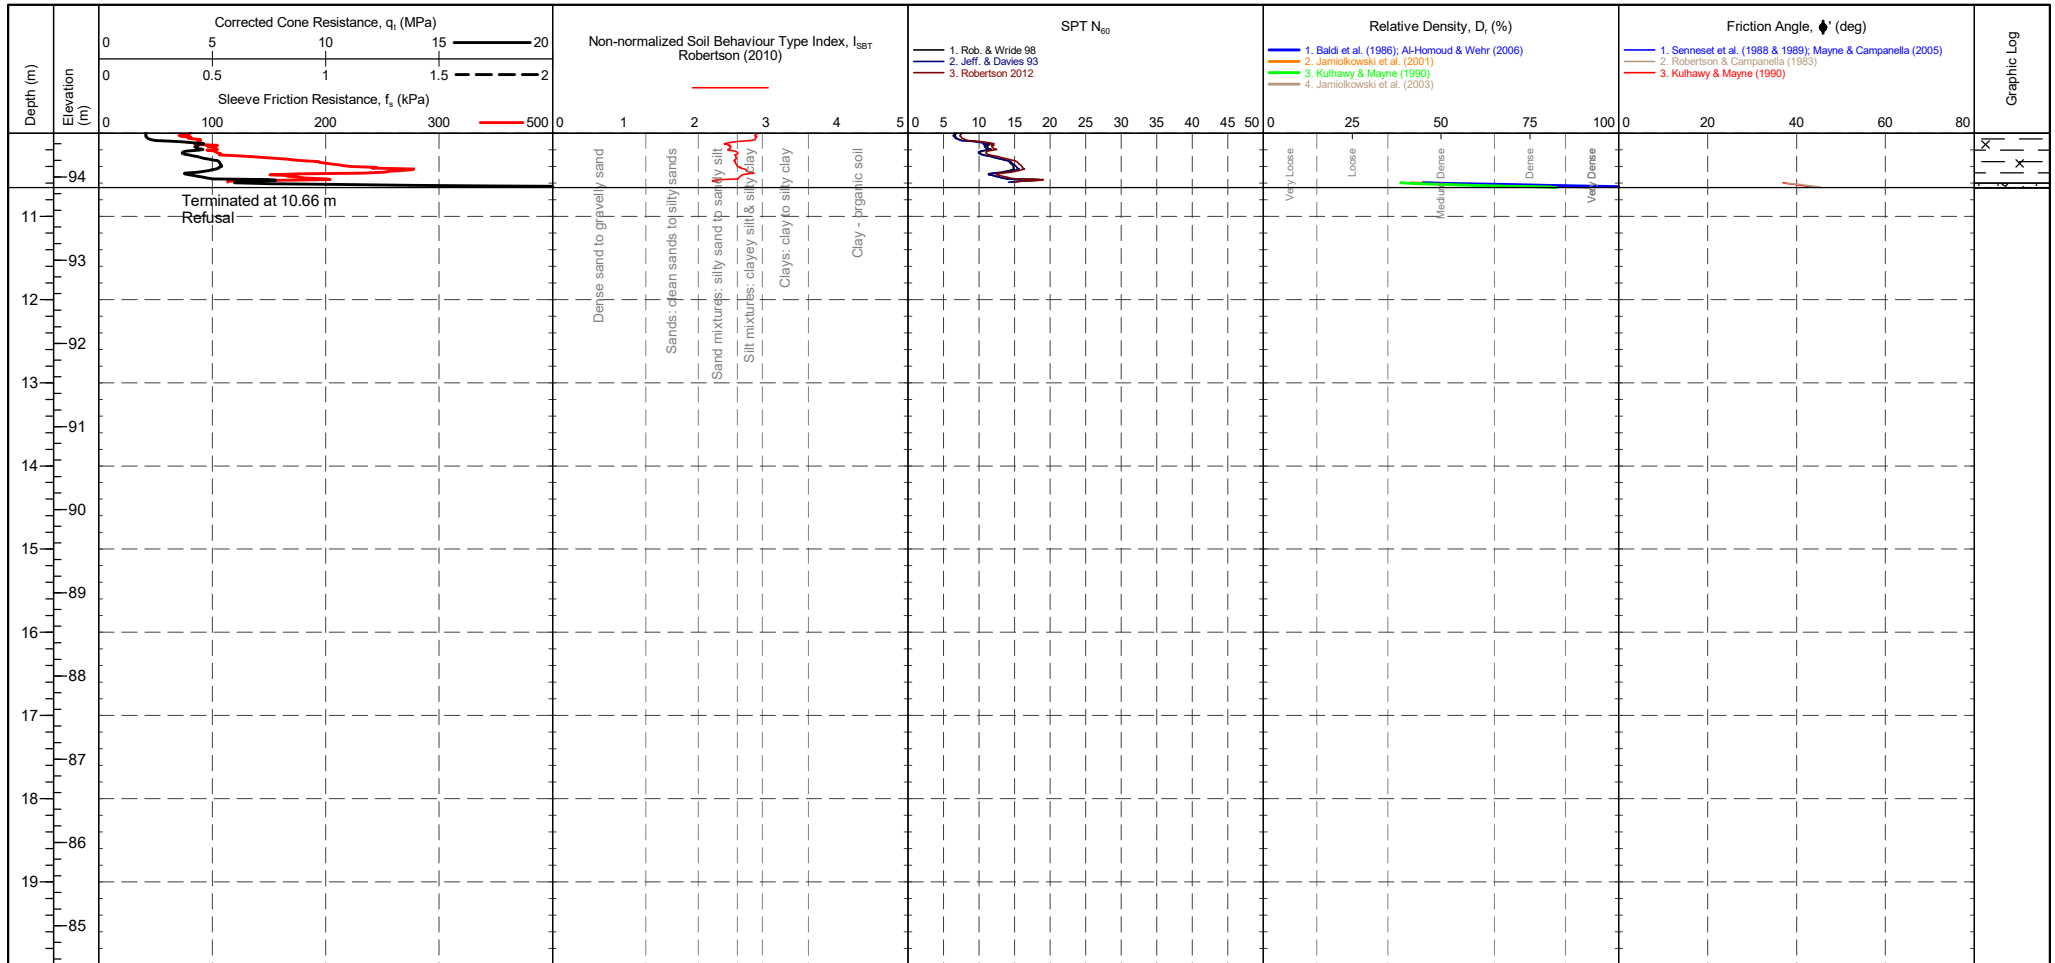 Corrected Cone Resistance, qt (MPa)
0 5 10 15 20
0 0.5 1 1.5 2
Sleeve Friction Resistance, fs (kPa)
0 100 200 300 500
Depth (m)
Elevation (m)
Non-normalized Soil Behaviour Type Index, ISBT
Robertson (2010)
0 1 2 3 4 5
SPT N60
1. Rob. & Wride 98
2. Jeff. & Davies 93
3. Robertson 2012
0 5 10 15 20 25 30 35 40 45 50
Relative Density, Dr (%)
1. Baldi et al. (1986); Al-Homoud & Wehr (2006)
2. Jamiolkowski et al. (2001)
3. Kulhawy & Mayne (1990)
4. Jamiolkowski et al. (2003)
0 25 50 75 100
Friction Angle, ϕ' (deg)
1. Senneset et al. (1988 & 1989); Mayne & Campanella (2005)
2. Robertson & Campanella (1983)
3. Kulhawy & Mayne (1990)
0 20 40 60 80
Graphic Log
Terminated at 10.66 m
Refusal
Dense sand to gravelly sand
Sands: clean sands to silty sands
Sand mixtures: silty sand to sandy silt
Silt mixtures: clayey silt & silty clay
Clays: clay to silty clay
Clay - organic soil
Very Loose
Loose
Medium Dense
Dense
Very Dense
94
11
93
12
92
13
91
14
90
15
89
16
88
17
87
18
86
19
85